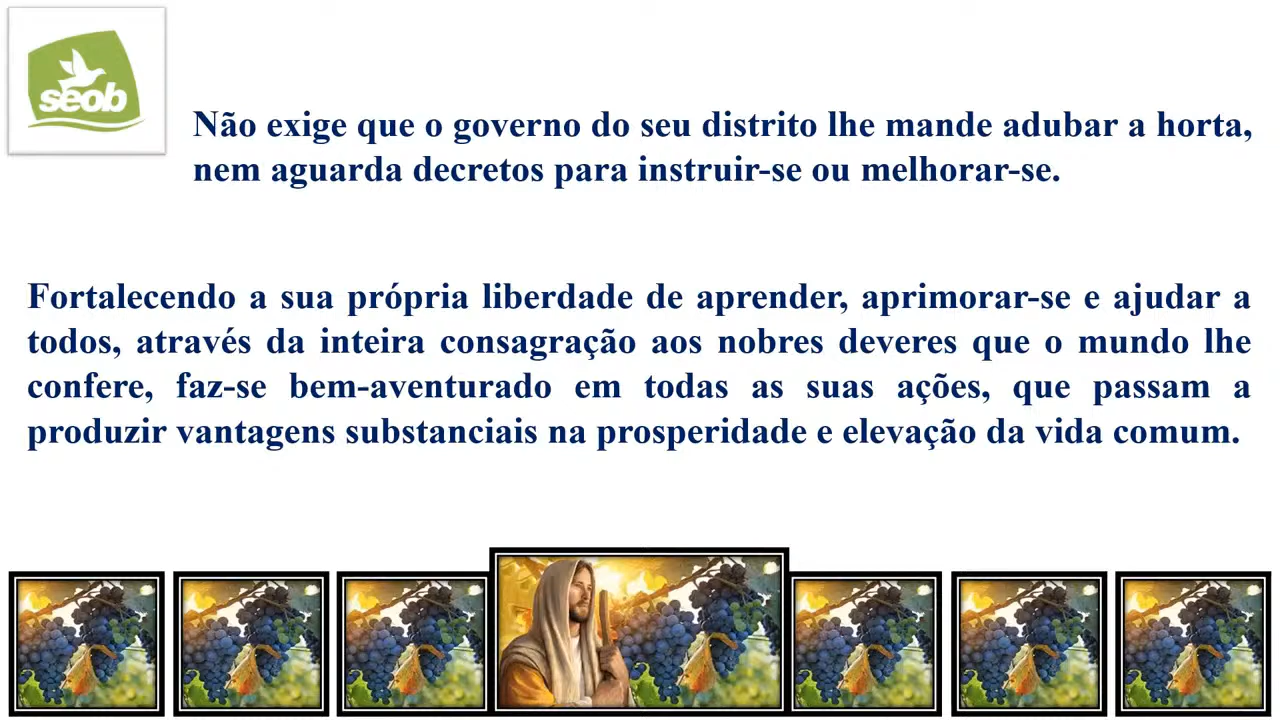 seob
Não exige que o governo do seu distrito lhe mande adubar a horta,
nem aguarda decretos para instruir-se ou melhorar-se.
Fortalecendo a sua própria liberdade de aprender, aprimorar-se e ajudar a
todos, através da inteira consagração aos nobres deveres que o mundo lhe
confere, faz-se bem-aventurado em todas as suas ações, que passam a
produzir vantagens substanciais na prosperidade e elevação da vida comum.